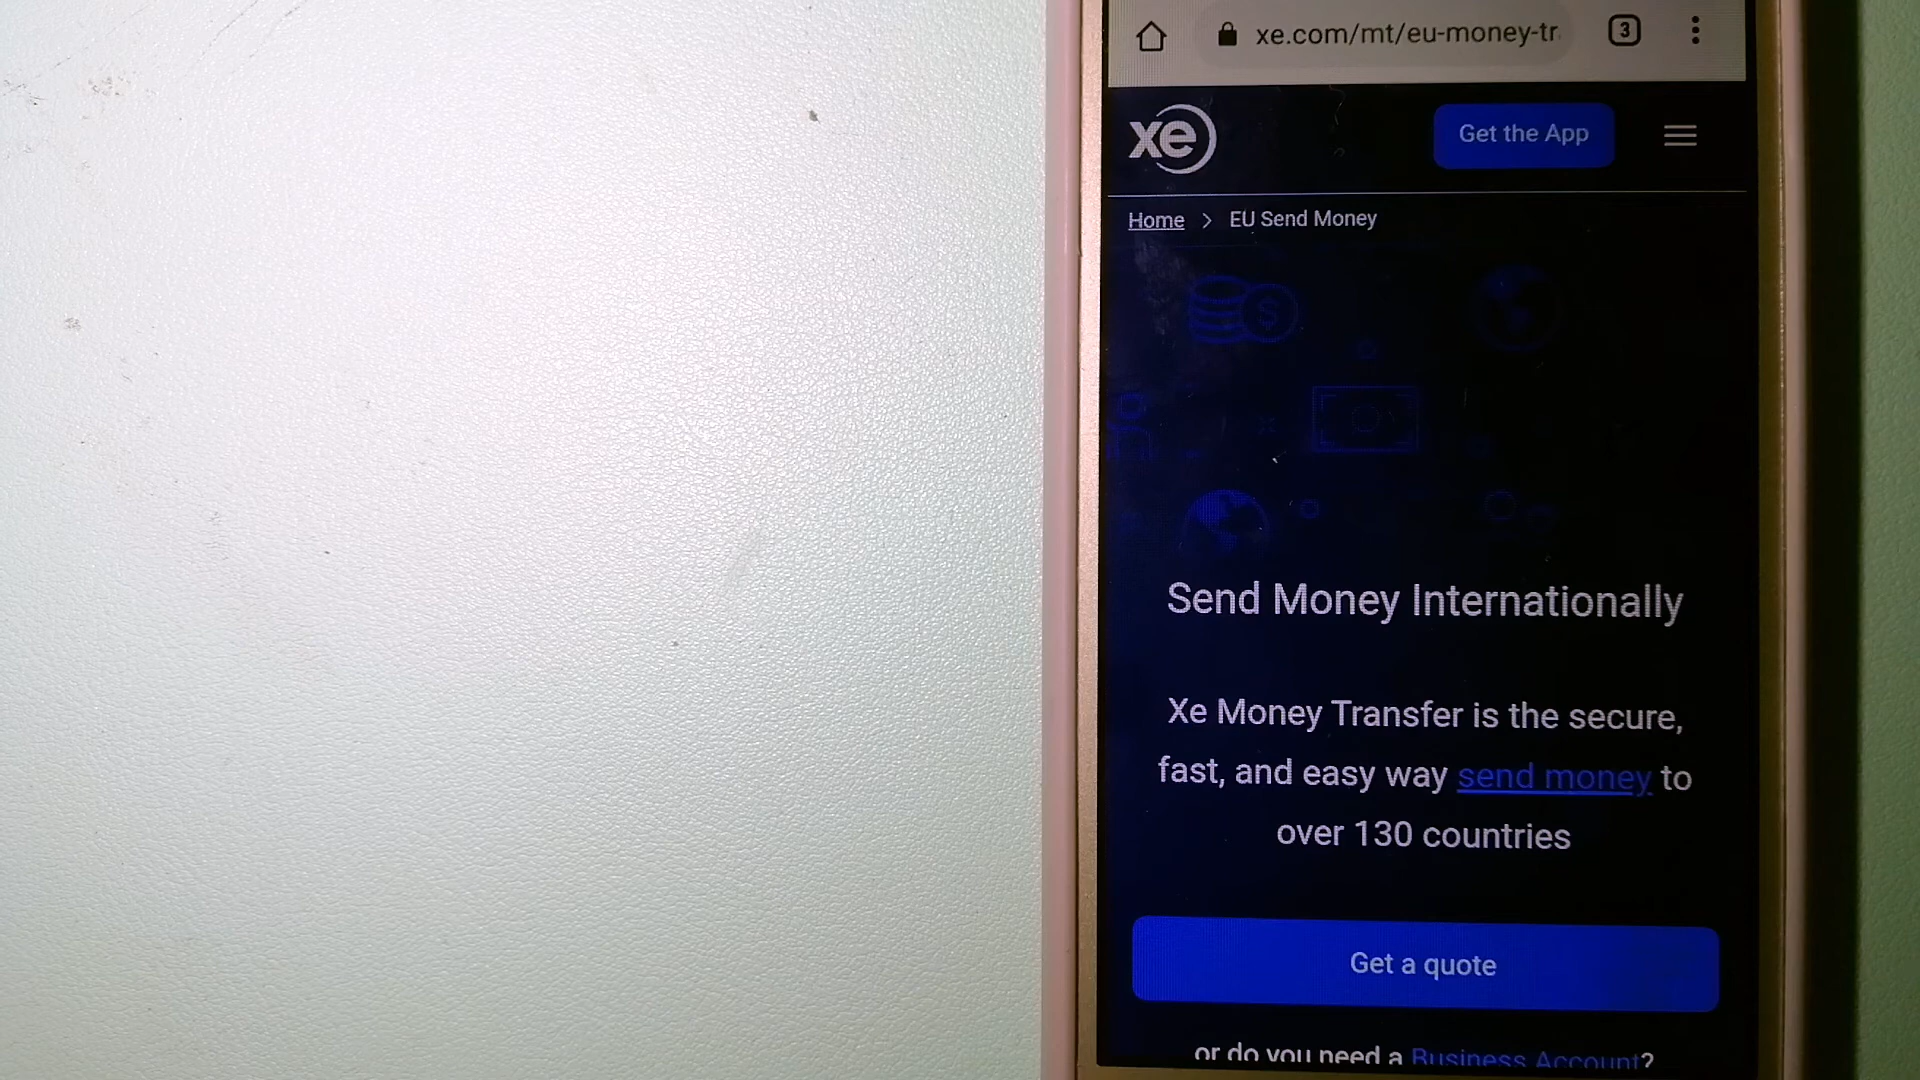 xe.com/mt/eu-money-tr
3
xe
Get the App
Home > EU Send Money
$
Send Money Internationally
Xe Money Transfer is the secure,
fast, and easy way send money to
over 130 countries
Get a quote
or do you need a Business Account?